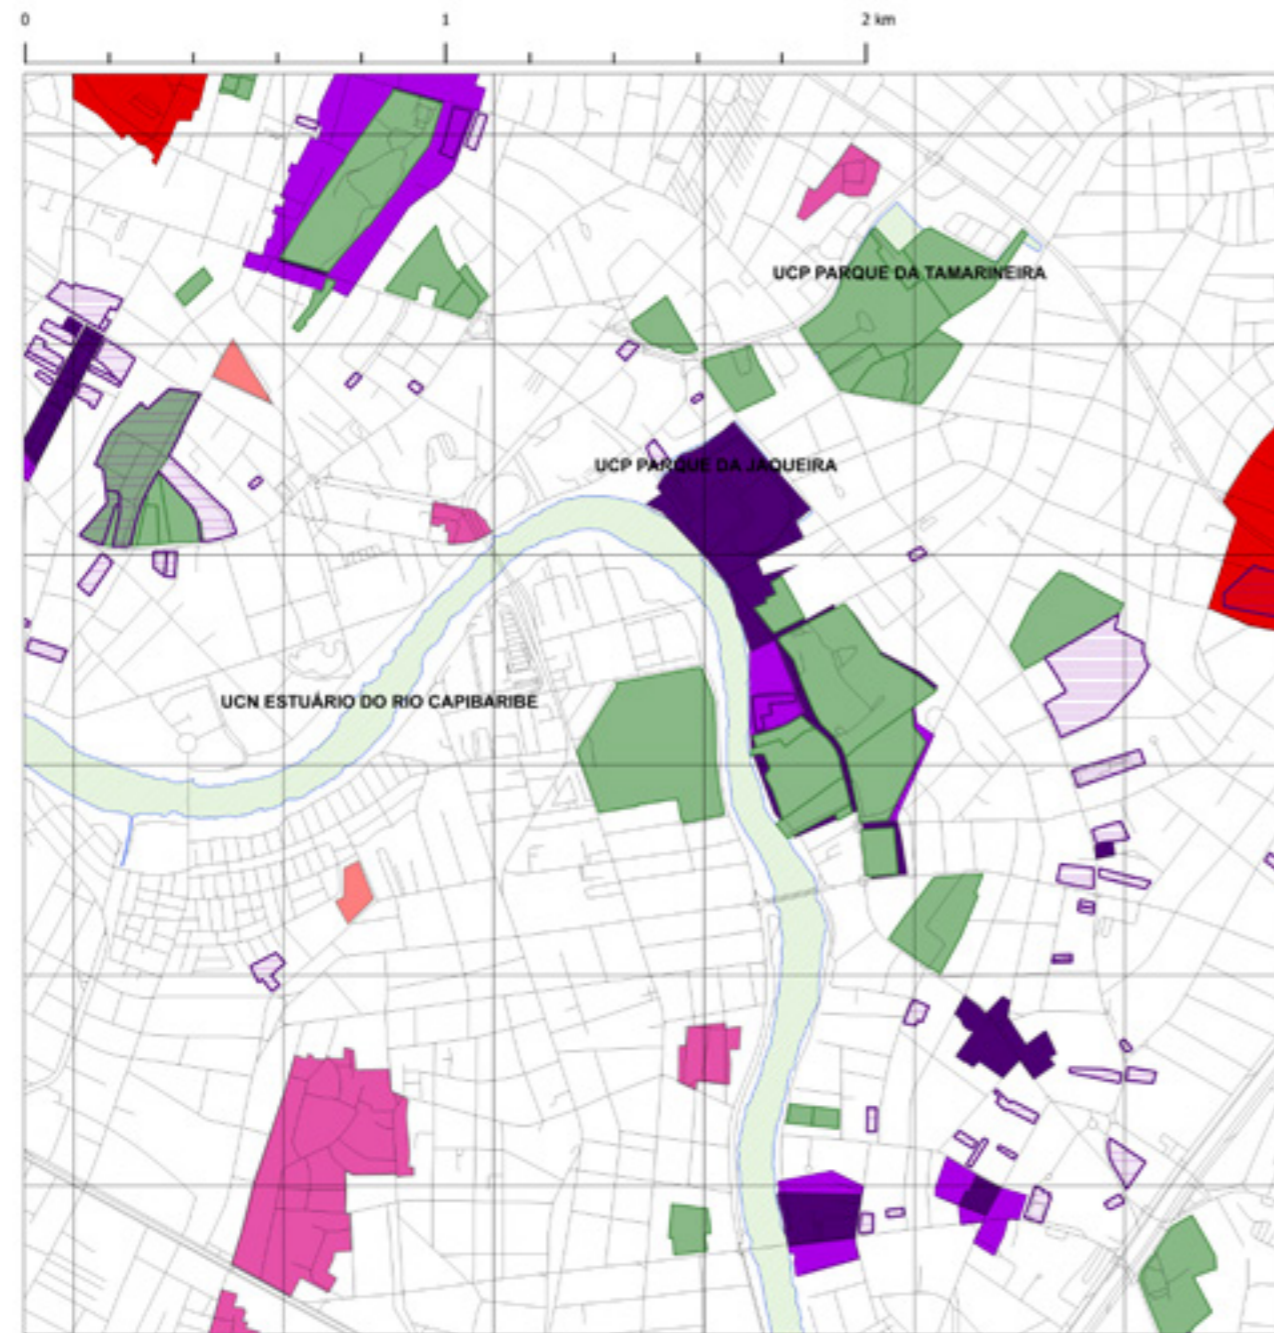 0 1 2 km
UCP PARQUE DA TAMARINEIRA
UCP PARQUE DA JAQUEIRA
UCN ESTUÁRIO DO RIO CAPIBARIBE